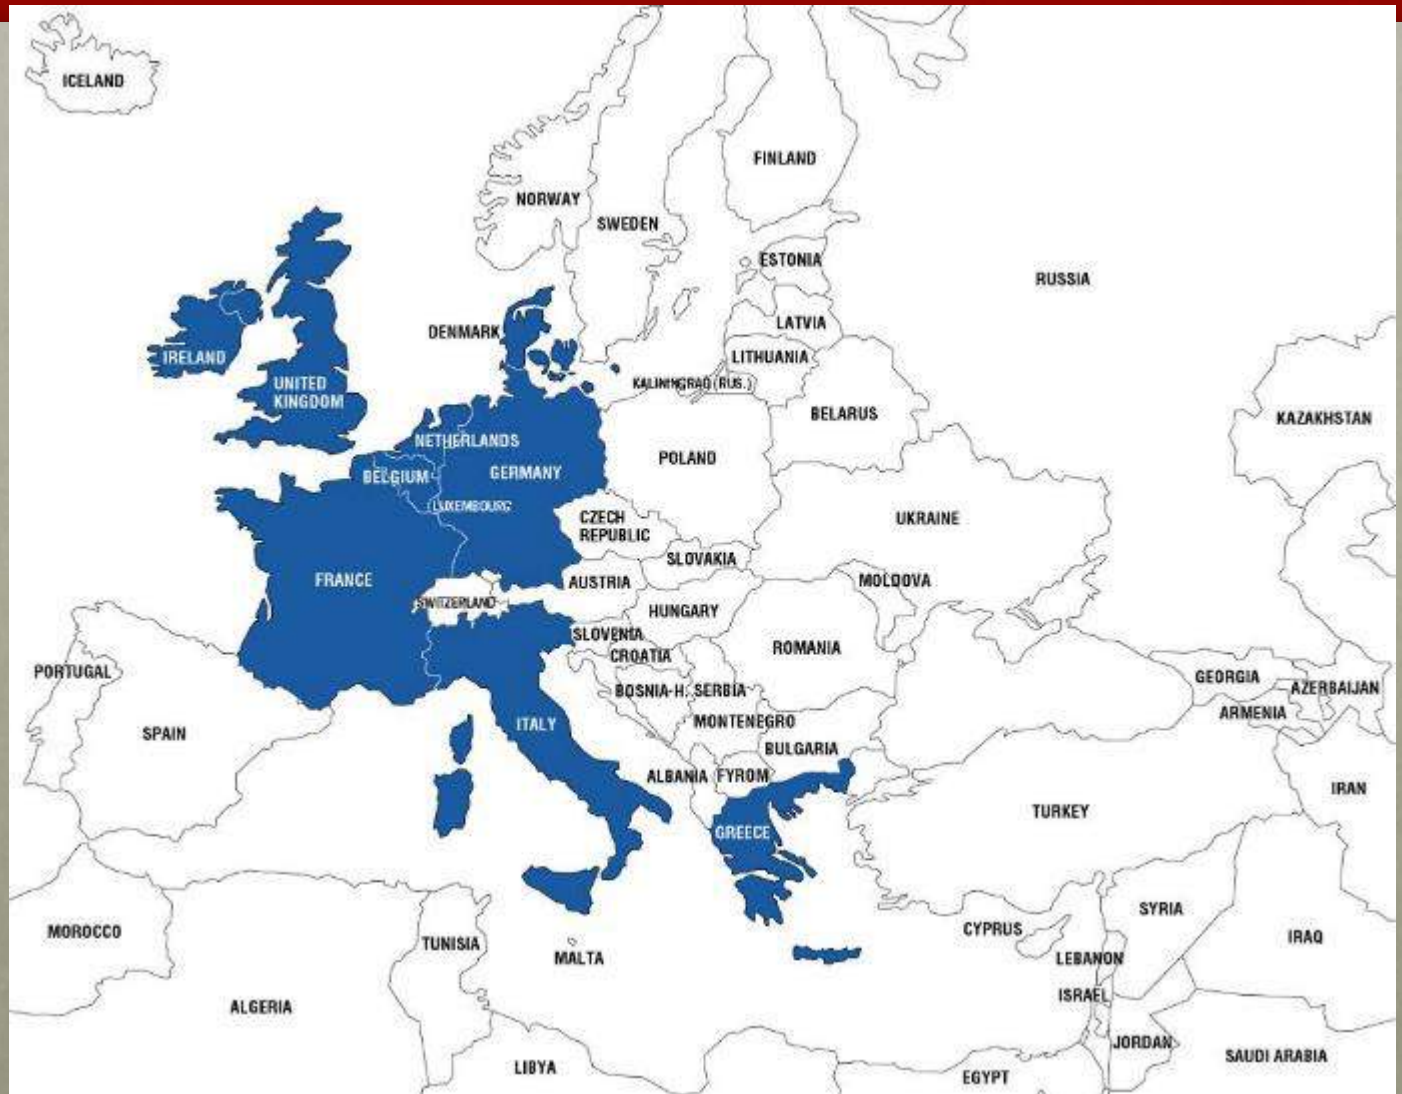 ICELAND
FINLAND
NORWAY
SWEDEN
ESTONIA
RUSSIA
LATVIA
DENMARK
LITHUANIA
IRELAND
KALININGRAD (RUS.)
UNITED
KINGDOM
BELARUS
KAZAKHSTAN
NETHERLANDS
POLAND
BELGIUM
GERMANY
LUXEMBOURG
CZECH
REPUBLIC
UKRAINE
SLOVAKIA
FRANCE
AUSTRIA
MOLDOVA
SWITZERLAND
HUNGARY
SLOVENIA
CROATIA
ROMANIA
PORTUGAL
GEORGIA
BOSNIA-H.
SERBIA
AZERBAIJAN
ARMENIA
SPAIN
ITALY
MONTENEGRO
BULGARIA
ALBANIA
FYROM
IRAN
TURKEY
GREECE
SYRIA
MOROCCO
CYPRUS
IRAQ
TUNISIA
MALTA
LEBANON
ISRAEL
ALGERIA
JORDAN
SAUDI ARABIA
LIBYA
EGYPT